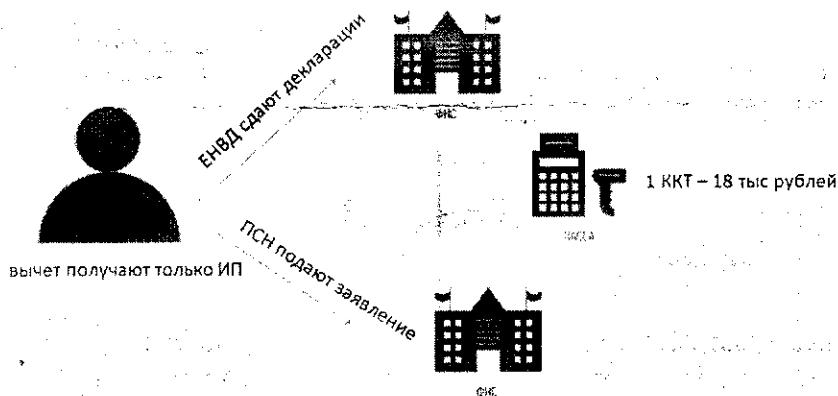 ЕНВД сдают декларации
ФНС
1 ККТ – 18 тыс рублей
вычет получают только ИП
ПСН подают заявление
ФНС